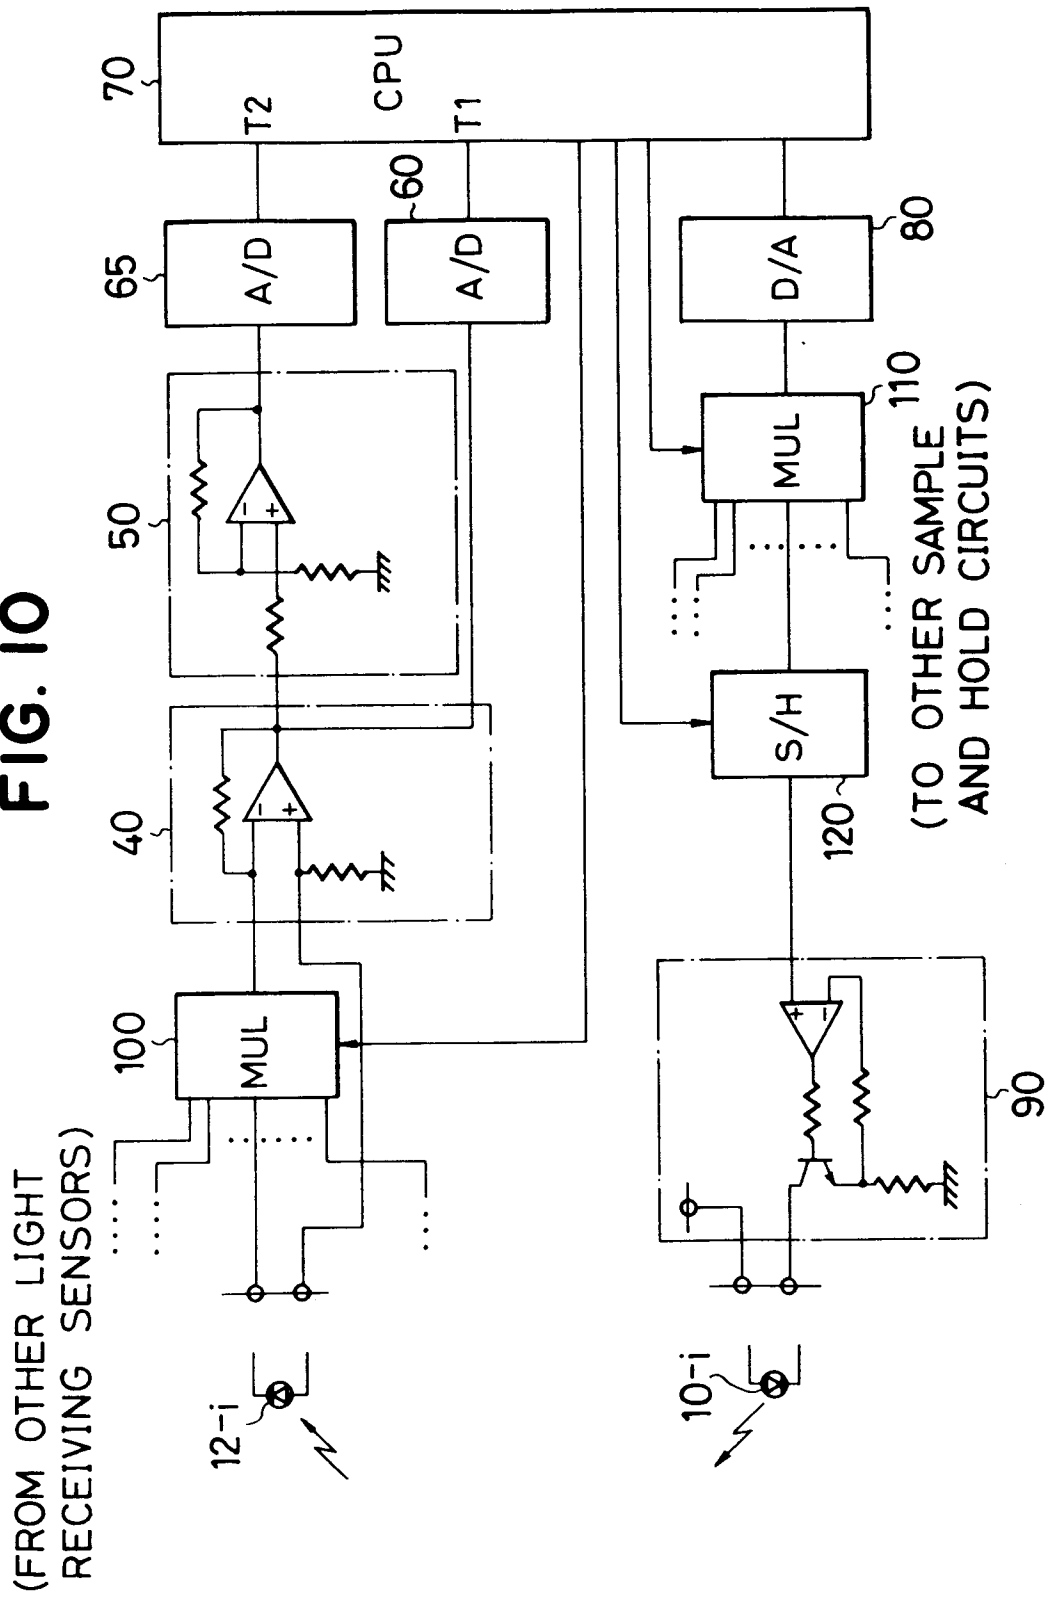 FIG. 10
(FROM OTHER LIGHT
RECEIVING SENSORS)
12-i
100
MUL
40
-
+
50
-
+
65
A/D
60
A/D
70
CPU
T2
T1
10-i
90
+
-
120
S/H
110
MUL
80
D/A
(TO OTHER SAMPLE
AND HOLD CIRCUITS)